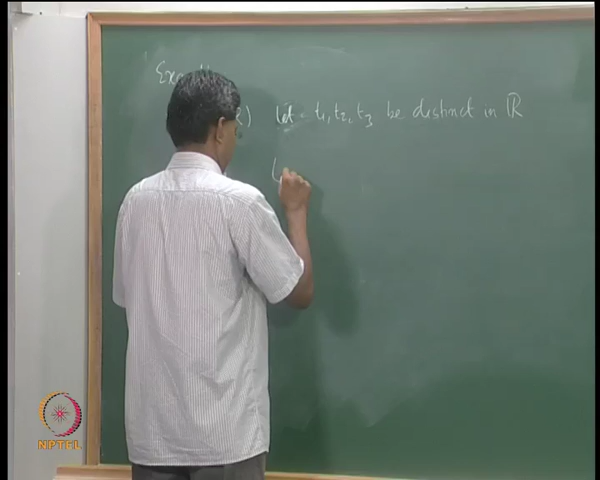 R) let t₁, t₂, t₃ be distinct in ℝ
L
NPTEL